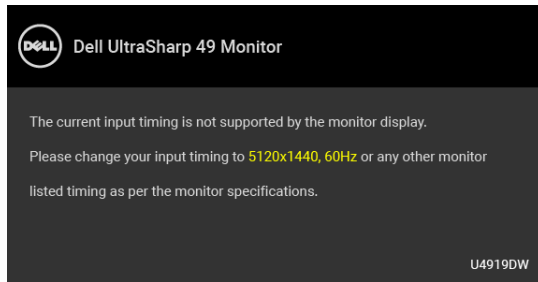 DELL
Dell UltraSharp 49 Monitor
The current input timing is not supported by the monitor display.
Please change your input timing to 5120x1440, 60Hz or any other monitor
listed timing as per the monitor specifications.
U4919DW